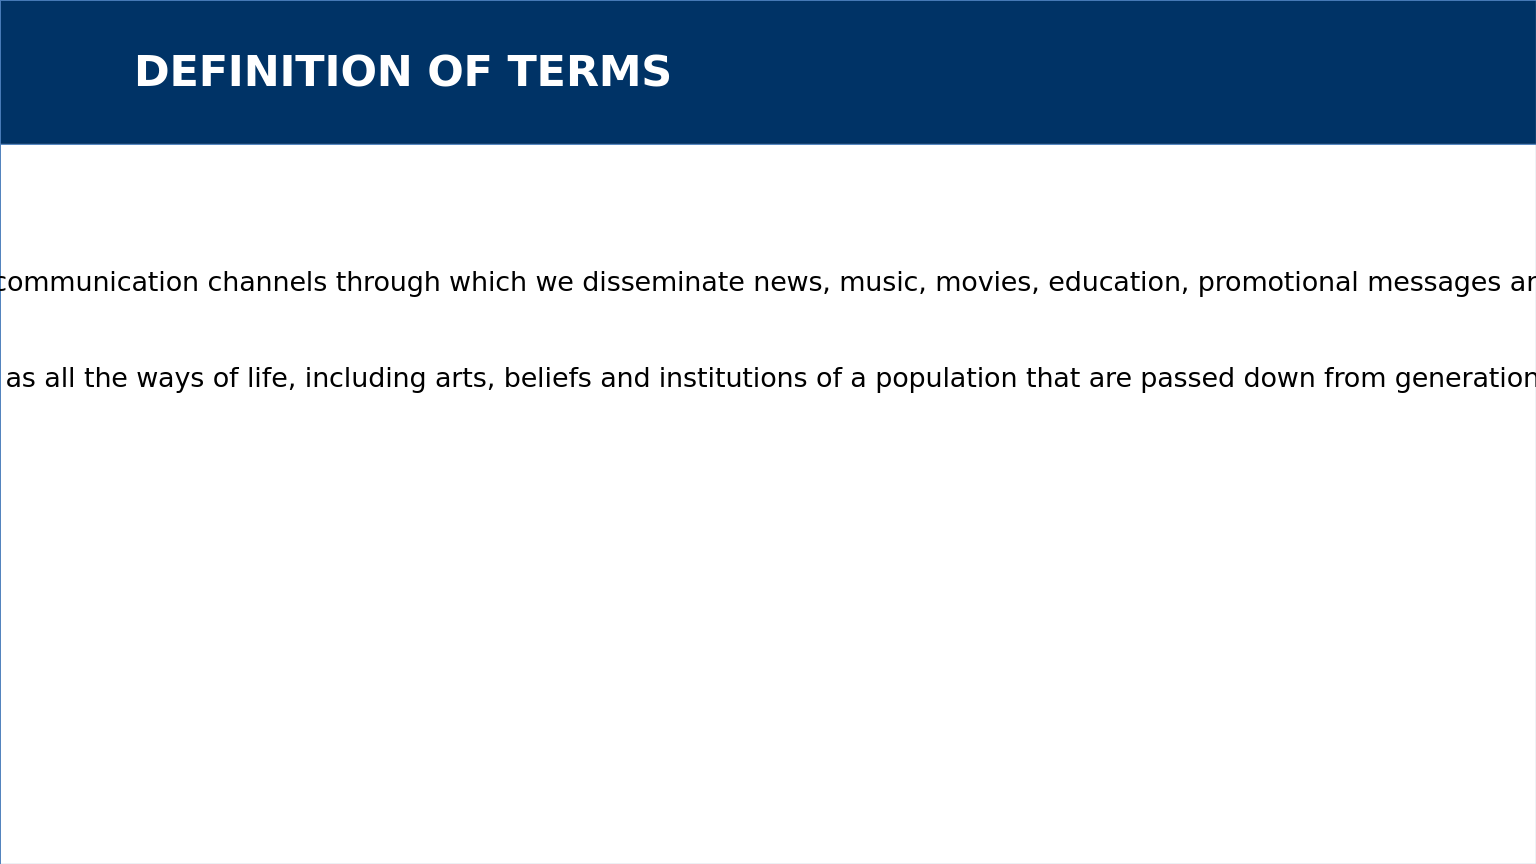 DEFINITION OF TERMS
communication channels through which we disseminate news, music, movies, education, promotional messages
as all the ways of life, including arts, beliefs and institutions of a population that are passed down from generation